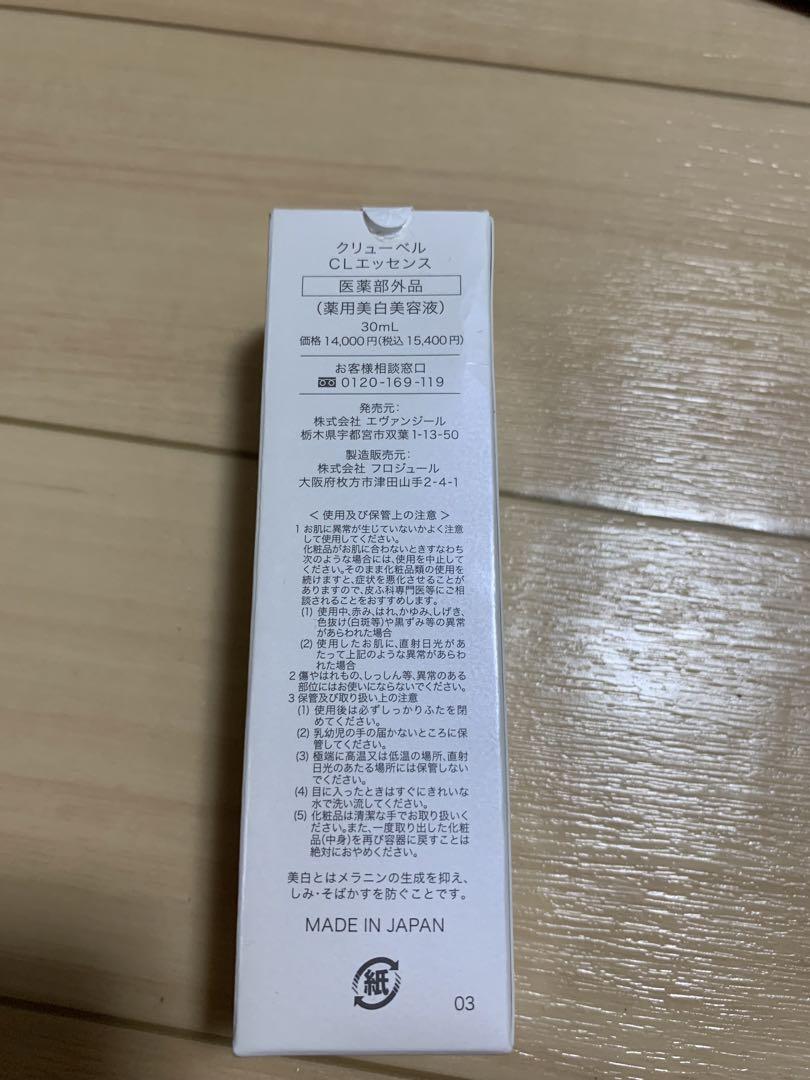 クリューベル
CLエッセンス
医薬部外品
(薬用美白美容液)
30mL
価格 14,000円(税込 15,400円)
お客様相談窓口
0120-169-119
発売元:
株式会社 エヴァンジール
栃木県宇都宮市双葉1-13-50
製造販売元:
株式会社 フロジュール
大阪府枚方市津田山手2-4-1
< 使用及び保管上の注意 >
1 お肌に異常が生じていないかよく注意
して使用してください。
化粧品がお肌に合わないときすなわち
次のような場合には、使用を中止して
ください。そのまま化粧品類の使用を
続けますと、症状を悪化させることが
ありますので、皮ふ科専門医等にご相
談されることをおすすめします。
(1) 使用中、赤み、はれ、かゆみ、しげき、
色抜け(白斑等)や黒ずみ等の異常
があらわれた場合
(2) 使用したお肌に、直射日光があ
たって上記のような異常があらわ
れた場合
2 傷やはれもの、しっしん等、異常のある
部位にはお使いにならないでください。
3 保管及び取り扱い上の注意
(1) 使用後は必ずしっかりふたを閉
めてください。
(2) 乳幼児の手の届かないところに保
管してください。
(3) 極端に高温又は低温の場所、直射
日光のあたる場所には保管しない
でください。
(4) 目に入ったときはすぐにきれいな
水で洗い流してください。
(5) 化粧品は清潔な手でお取り扱いく
ださい。また、一度取り出した化粧
品(中身)を再び容器に戻すことは
絶対におやめください。
美白とはメラニンの生成を抑え、
しみ・そばかすを防ぐことです。
MADE IN JAPAN
紙
03